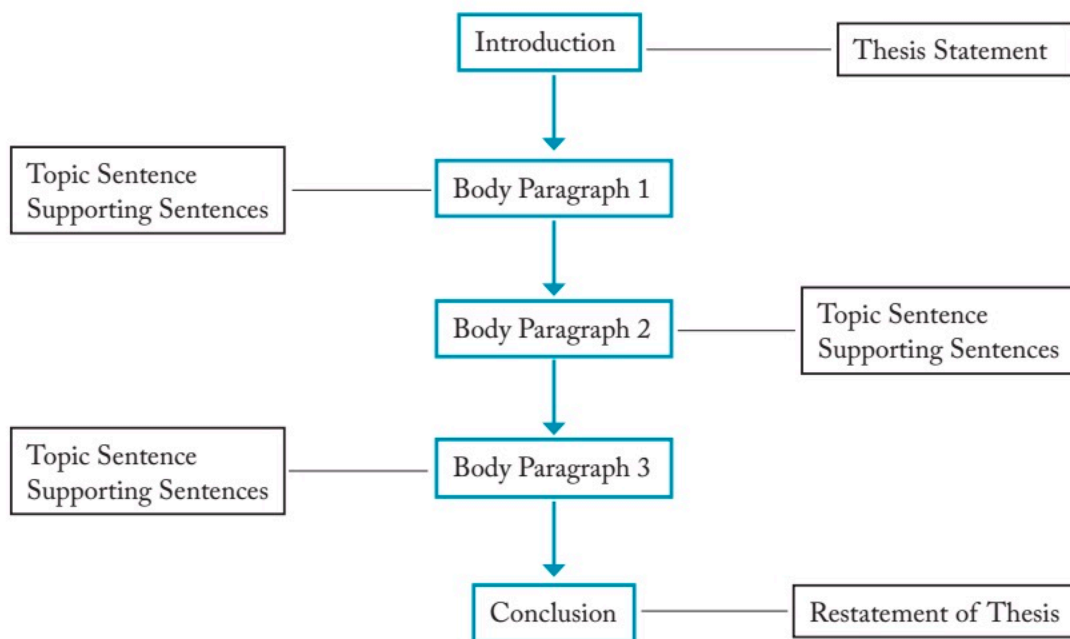 Introduction
Thesis Statement
Topic Sentence
Supporting Sentences
Body Paragraph 1
Body Paragraph 2
Topic Sentence
Supporting Sentences
Topic Sentence
Supporting Sentences
Body Paragraph 3
Conclusion
Restatement of Thesis